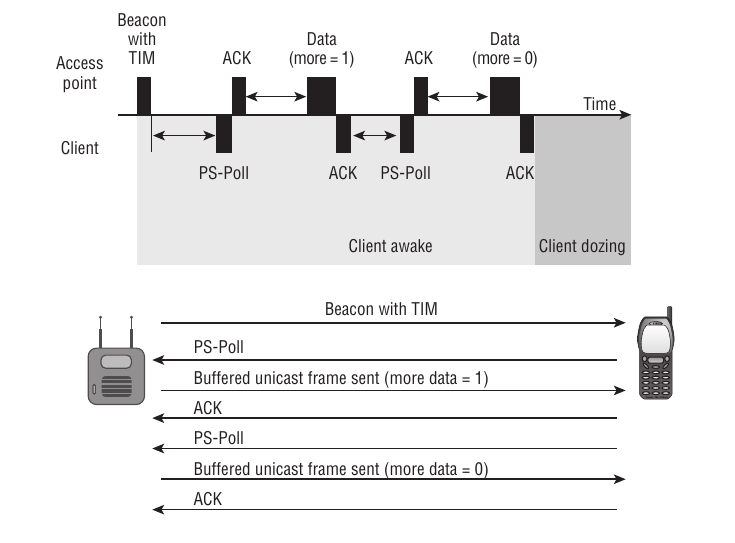 Beacon
with
TIM
ACK
Data
(more = 1)
ACK
Data
(more = 0)
Access
point
Time
Client
PS-Poll
ACK
PS-Poll
ACK
Client awake
Client dozing
Beacon with TIM
PS-Poll
Buffered unicast frame sent (more data = 1)
ACK
PS-Poll
Buffered unicast frame sent (more data = 0)
ACK